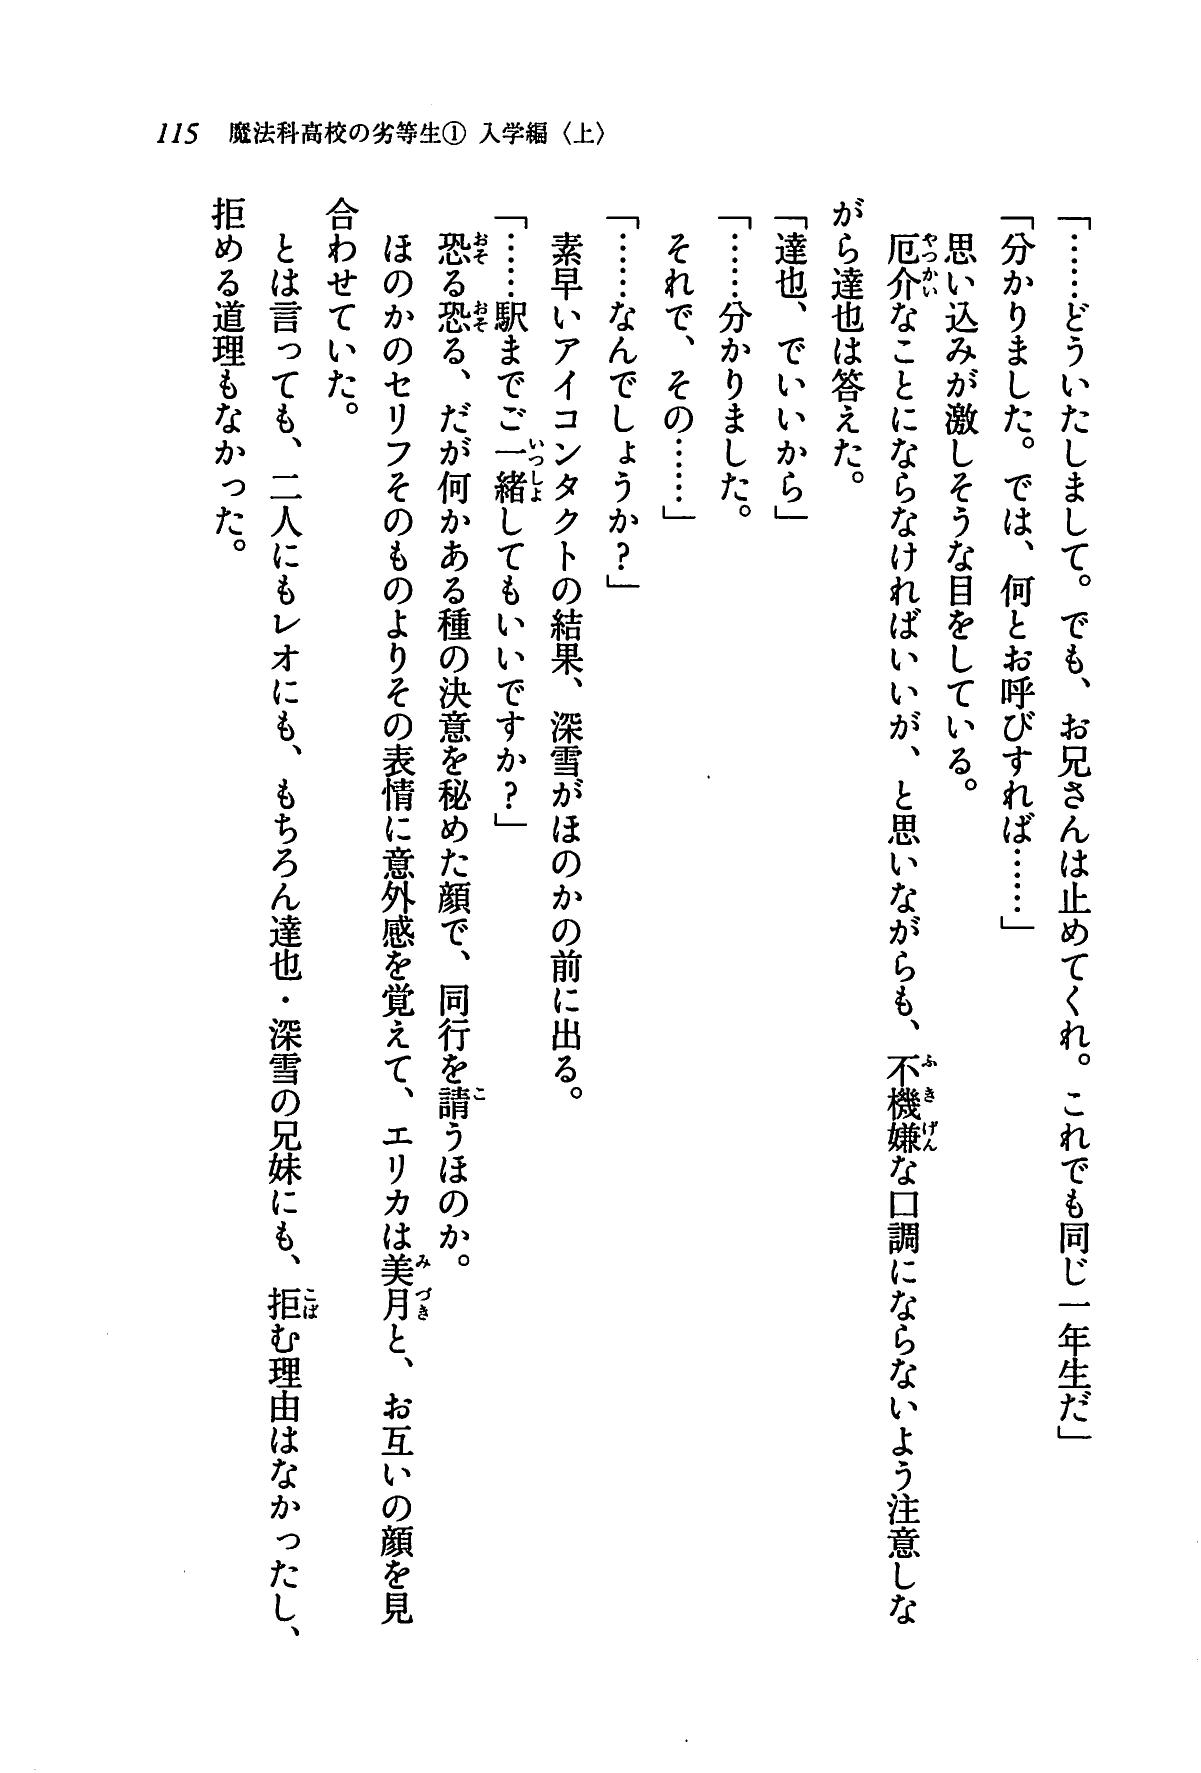 115 魔法科高校の劣等生① 入学編〈上〉
「……どういたしまして。でも、お兄さんは止めてくれ。これでも同じ一年生だ」
「分かりました。では、何とお呼びすれば……」
思い込みが激しそうな目をしている。
厄介なことにならなければいいが、と思いながらも、不機嫌な口調にならないよう注意しな
がら達也は答えた。
「達也、でいいから」
「……分かりました。
それで、その……」
「……なんでしょうか？」
素早いアイコンタクトの結果、深雪がほのかの前に出る。
「……駅までご一緒してもいいですか？」
恐る恐る、だが何かある種の決意を秘めた顔で、同行を請うほのか。
ほのかのセリフそのものよりその表情に意外感を覚えて、エリカは美月と、お互いの顔を見
合わせていた。
とは言っても、二人にもレオにも、もちろん達也・深雪の兄妹にも、拒む理由はなかったし、
拒める道理もなかった。